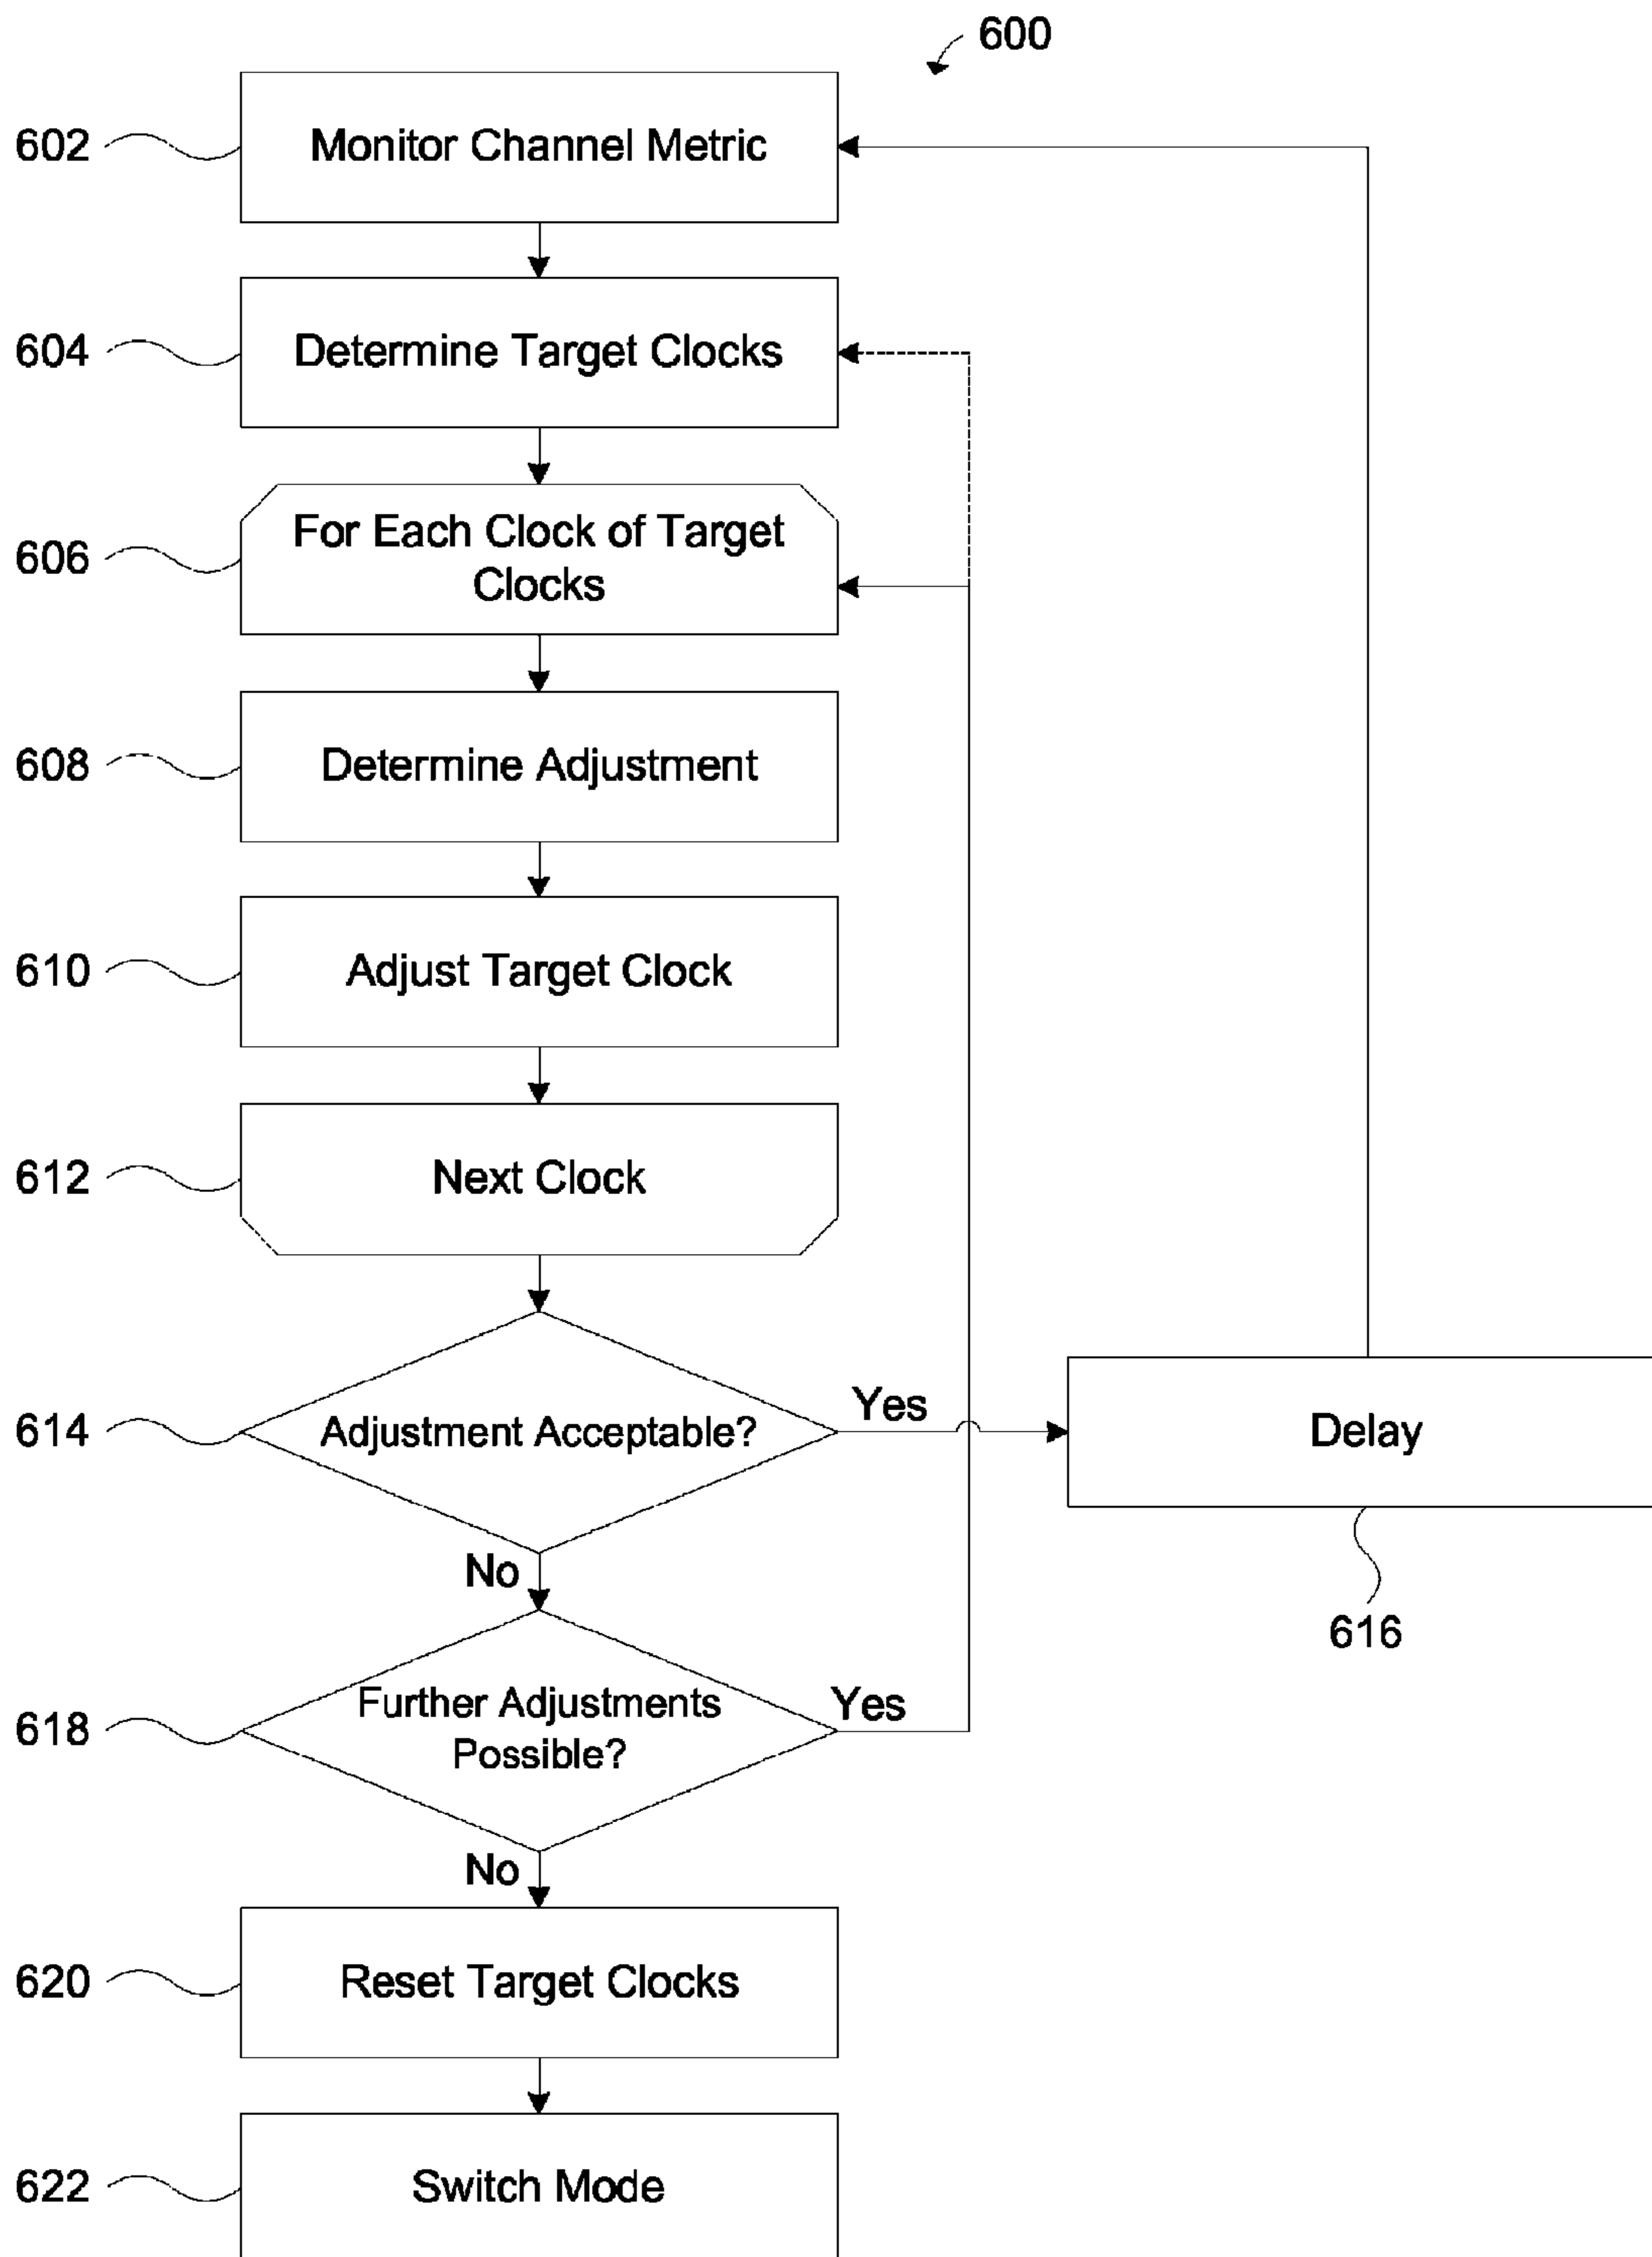 600
602
Monitor Channel Metric
604
Determine Target Clocks
606
For Each Clock of Target
Clocks
608
Determine Adjustment
610
Adjust Target Clock
612
Next Clock
614
Adjustment Acceptable?
Yes
Delay
616
No
618
Further Adjustments
Possible?
Yes
No
620
Reset Target Clocks
622
Switch Mode